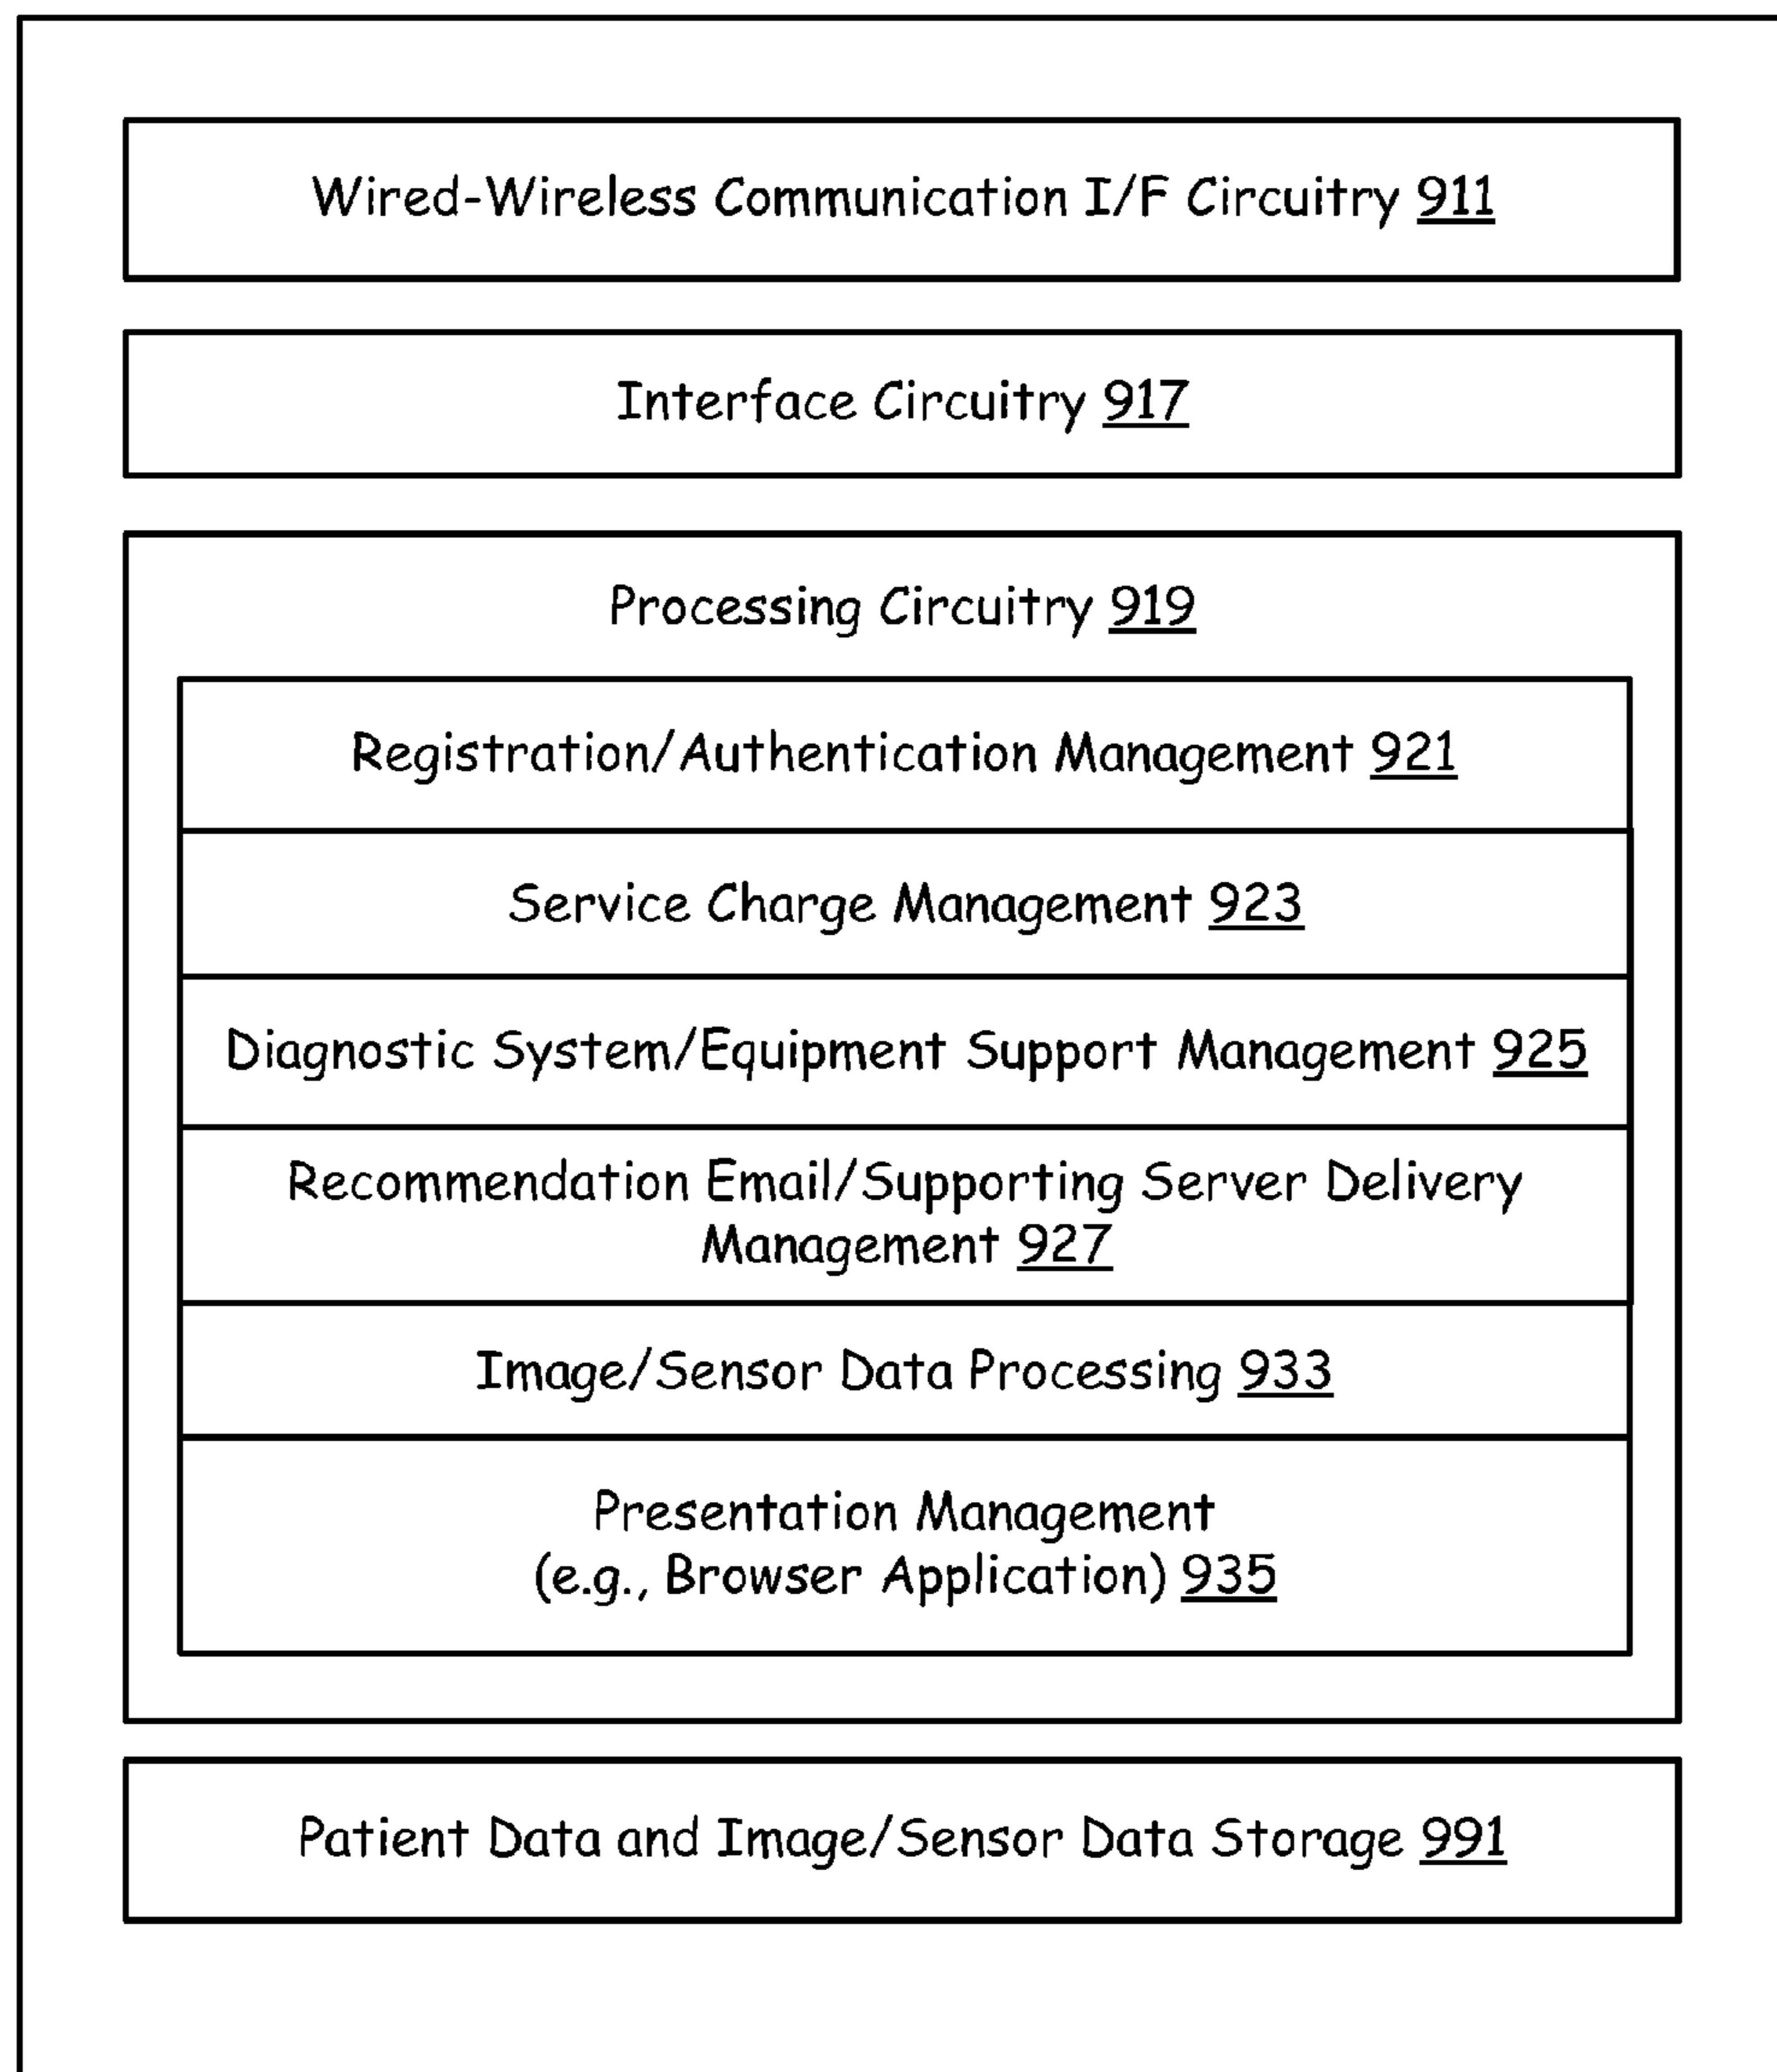 Wired-Wireless Communication I/F Circuitry 911
Interface Circuitry 917
Processing Circuitry 919
Registration/Authentication Management 921
Service Charge Management 923
Diagnostic System/Equipment Support Management 925
Recommendation Email/Supporting Server Delivery
Management 927
Image/Sensor Data Processing 933
Presentation Management
(e.g., Browser Application) 935
Patient Data and Image/Sensor Data Storage 991